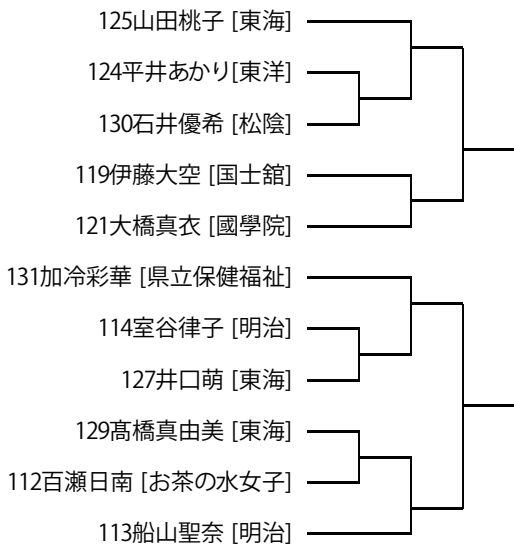 125山田桃子 [東海]
124平井あかり[東洋]
130石井優希 [松陰]
119伊藤大空 [国士舘]
121大橋真衣 [國學院]
131加冷彩華 [県立保健福祉]
114室谷律子 [明治]
127井口萌 [東海]
129髙橋真由美 [東海]
112百瀬日南 [お茶の水女子]
113船山聖奈 [明治]